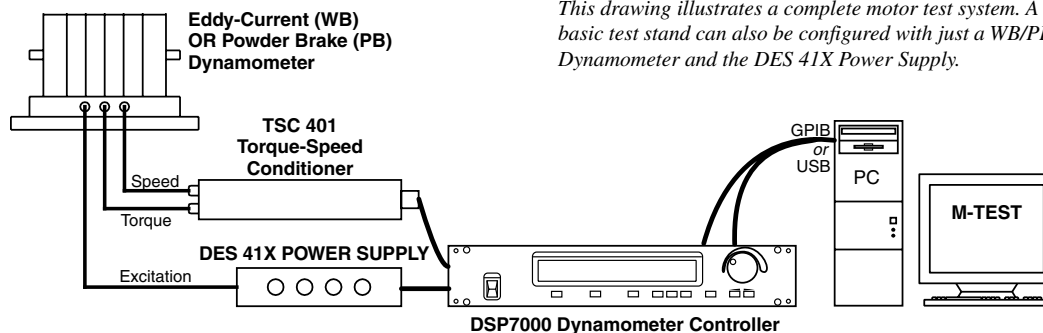 Eddy-Current (WB)
OR Powder Brake (PB)
Dynamometer
This drawing illustrates a complete motor test system. A
basic test stand can also be configured with just a
Dynamometer and the DES 41X Power Supply.
TSC 401
Torque-Speed
Conditioner
Speed
Torque
GPIB
or
USB
PC
M-TEST
DES 41X POWER SUPPLY
Excitation
DSP7000 Dynamometer Controller